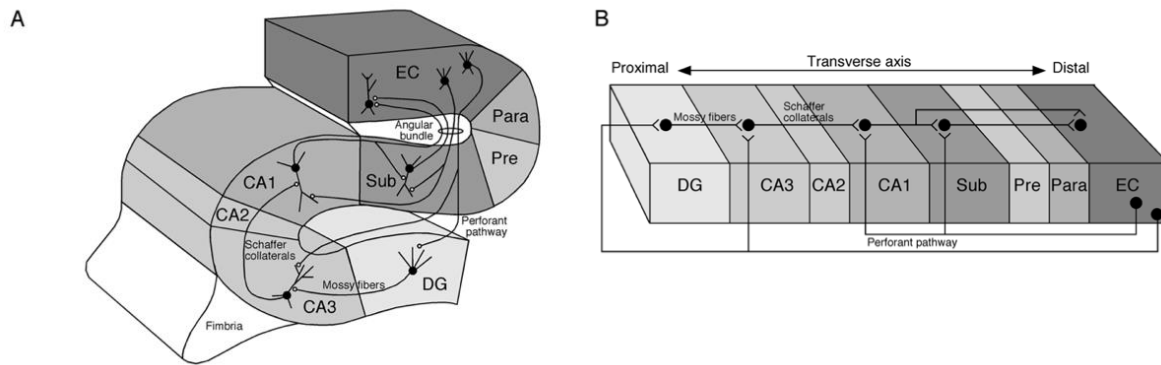 A
EC
Para
Angular
bundle
Pre
CA1
Sub
CA2
Perforant
pathway
Schaffer
collaterals
Mossy fibers
DG
CA3
Fimbria
B
Proximal
Transverse axis
Distal
Mossy fibers
Schaffer
collaterals
DG
CA3
CA2
CA1
Sub
Pre
Para
EC
Perforant pathway